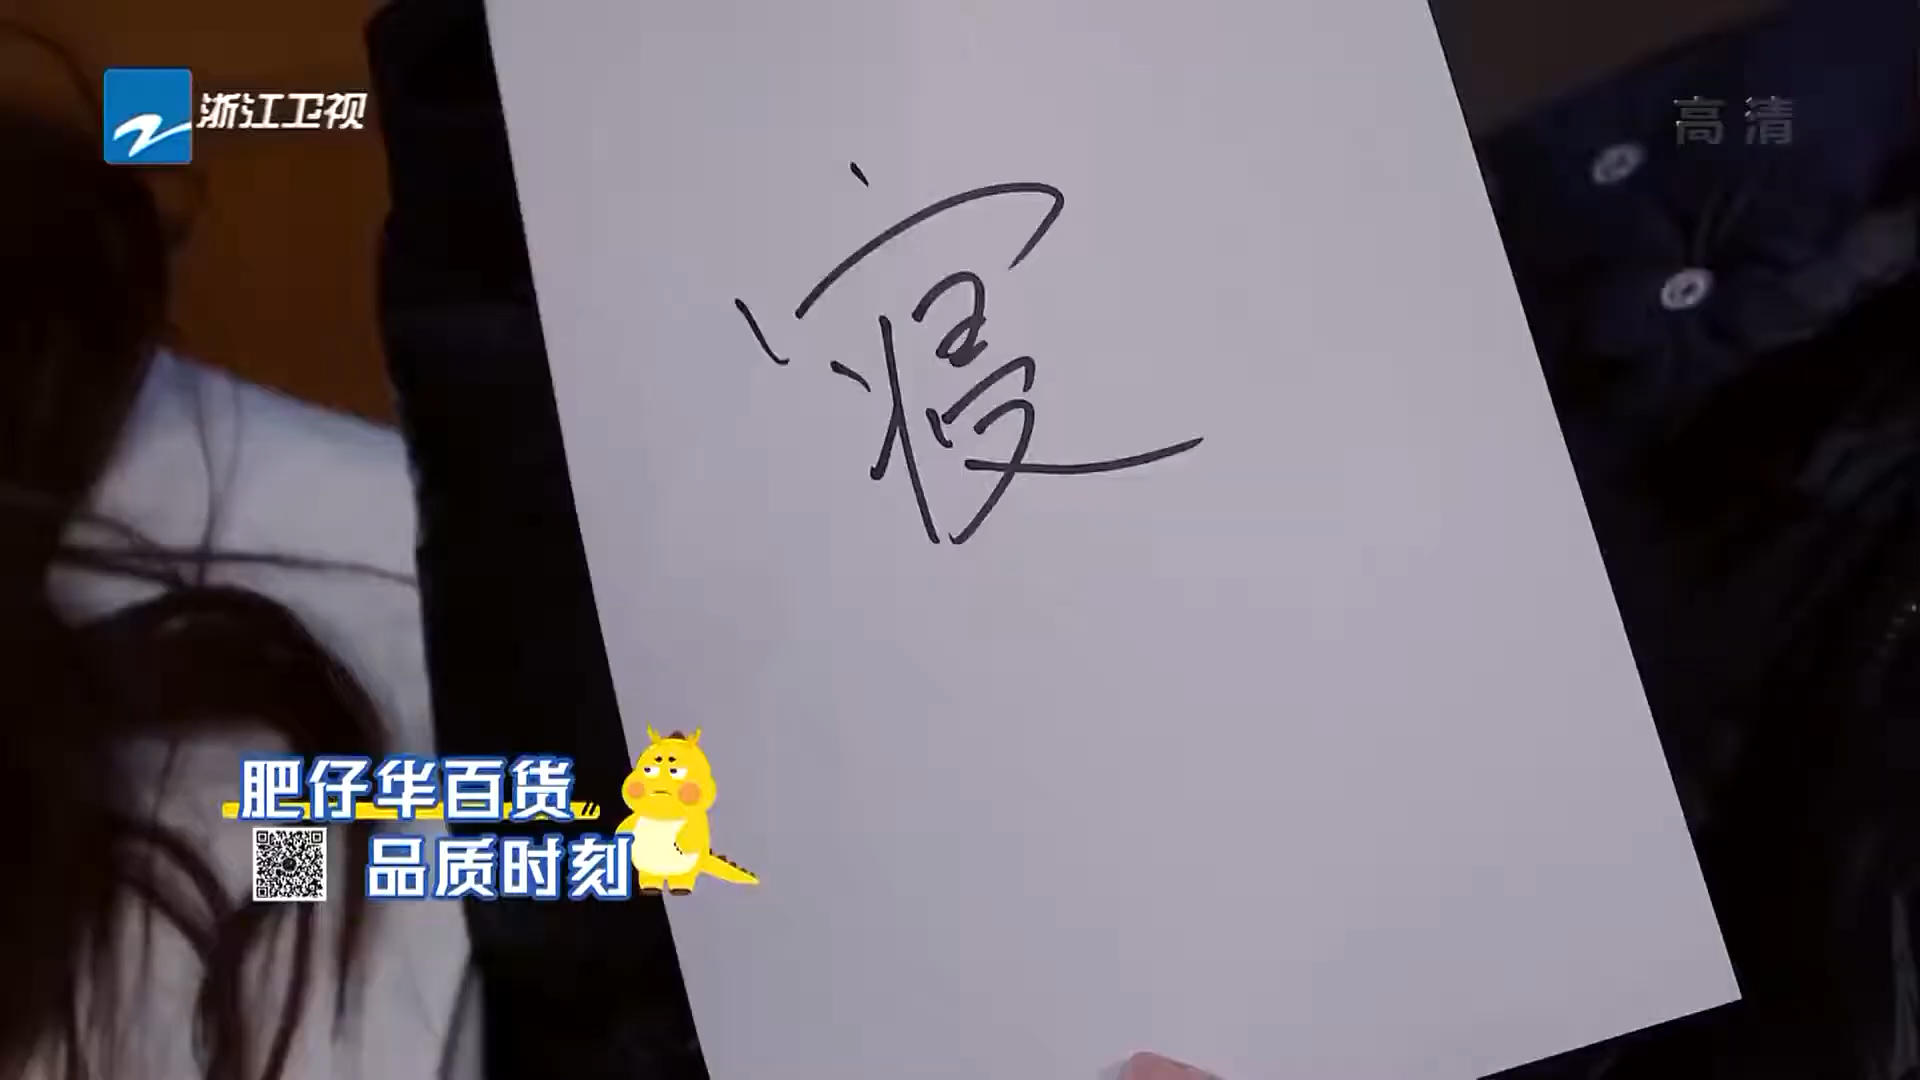 浙江卫视
高清
寝
肥仔华百货
品质时刻